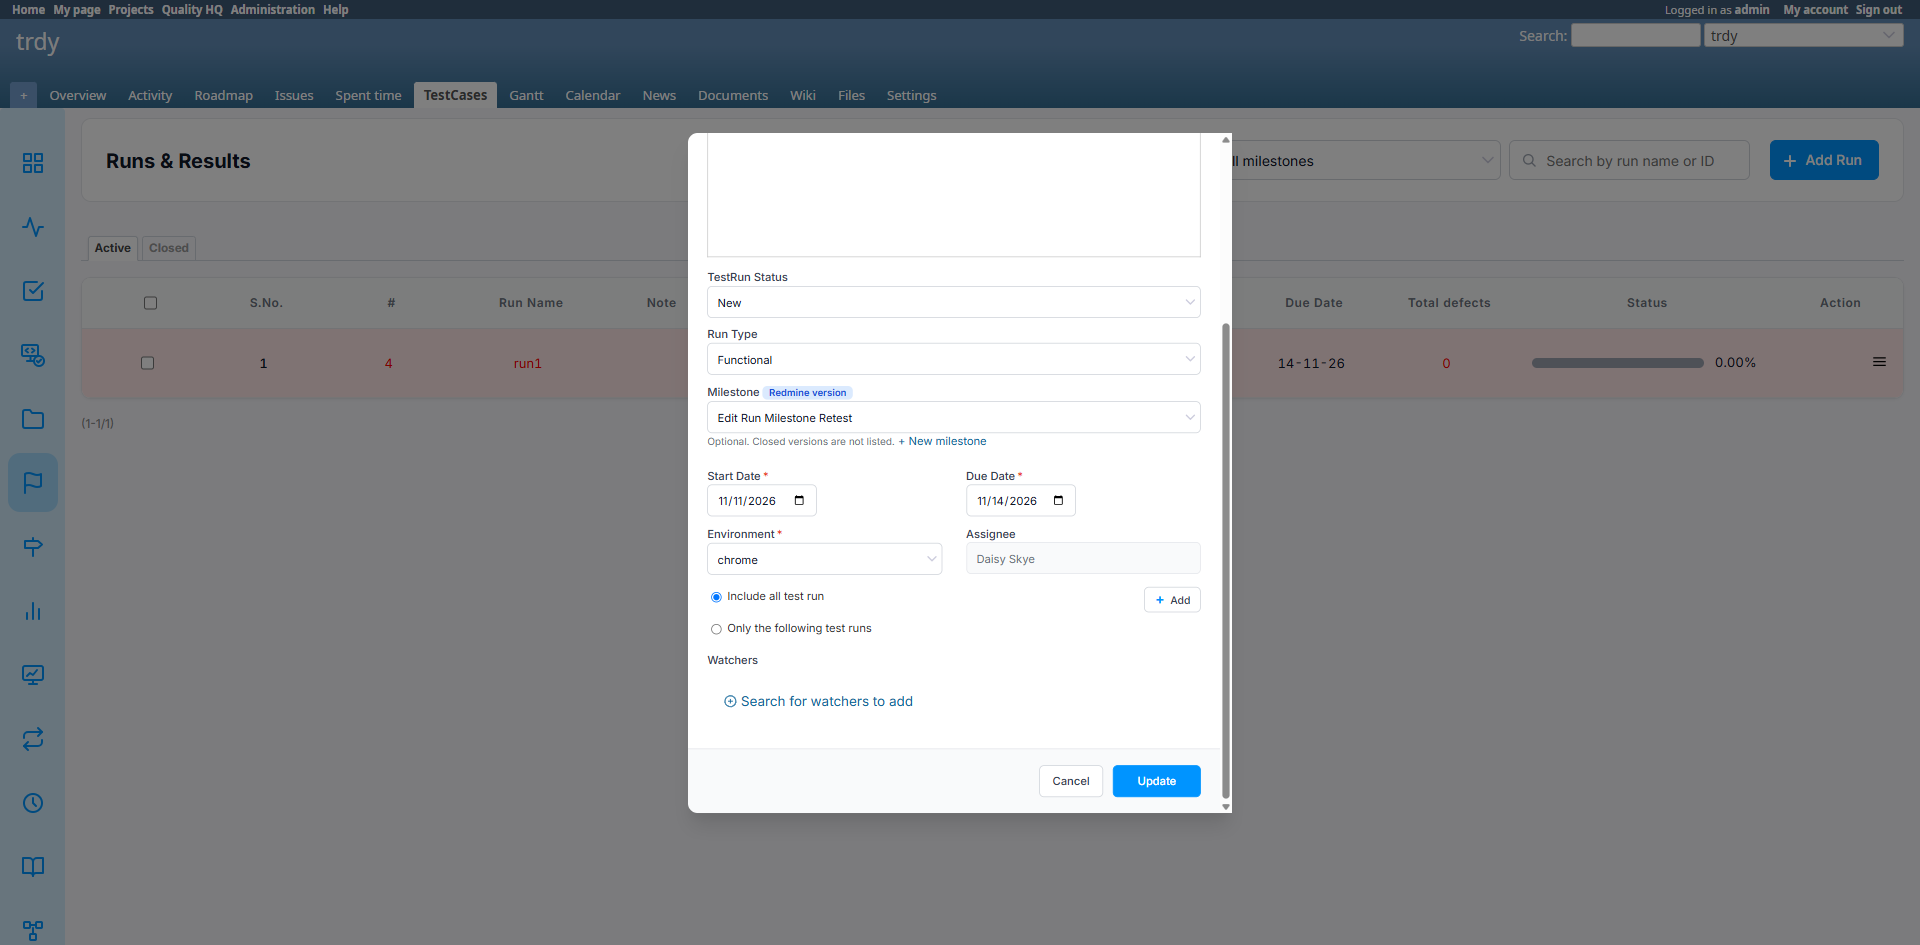 Home My page Projects Quality HQ Administration Help
Logged in as admin My account Sign out
trdy
Search:
trdy
+ Overview Activity Roadmap Issues Spent time TestCases Gantt Calendar News Documents Wiki Files Settings
Runs & Results
ll milestones
Search by run name or ID
+ Add Run
Active Closed
S.No. # Run Name Note Due Date Total defects Status Action
1 4 run1 14-11-26 0 0.00%
(1-1/1)
TestRun Status
New
Run Type
Functional
Milestone Redmine version
Edit Run Milestone Retest
Optional. Closed versions are not listed. + New milestone
Start Date * Due Date *
11/11/2026 11/14/2026
Environment * Assignee
chrome Daisy Skye
Include all test run
+ Add
Only the following test runs
Watchers
Search for watchers to add
Cancel Update